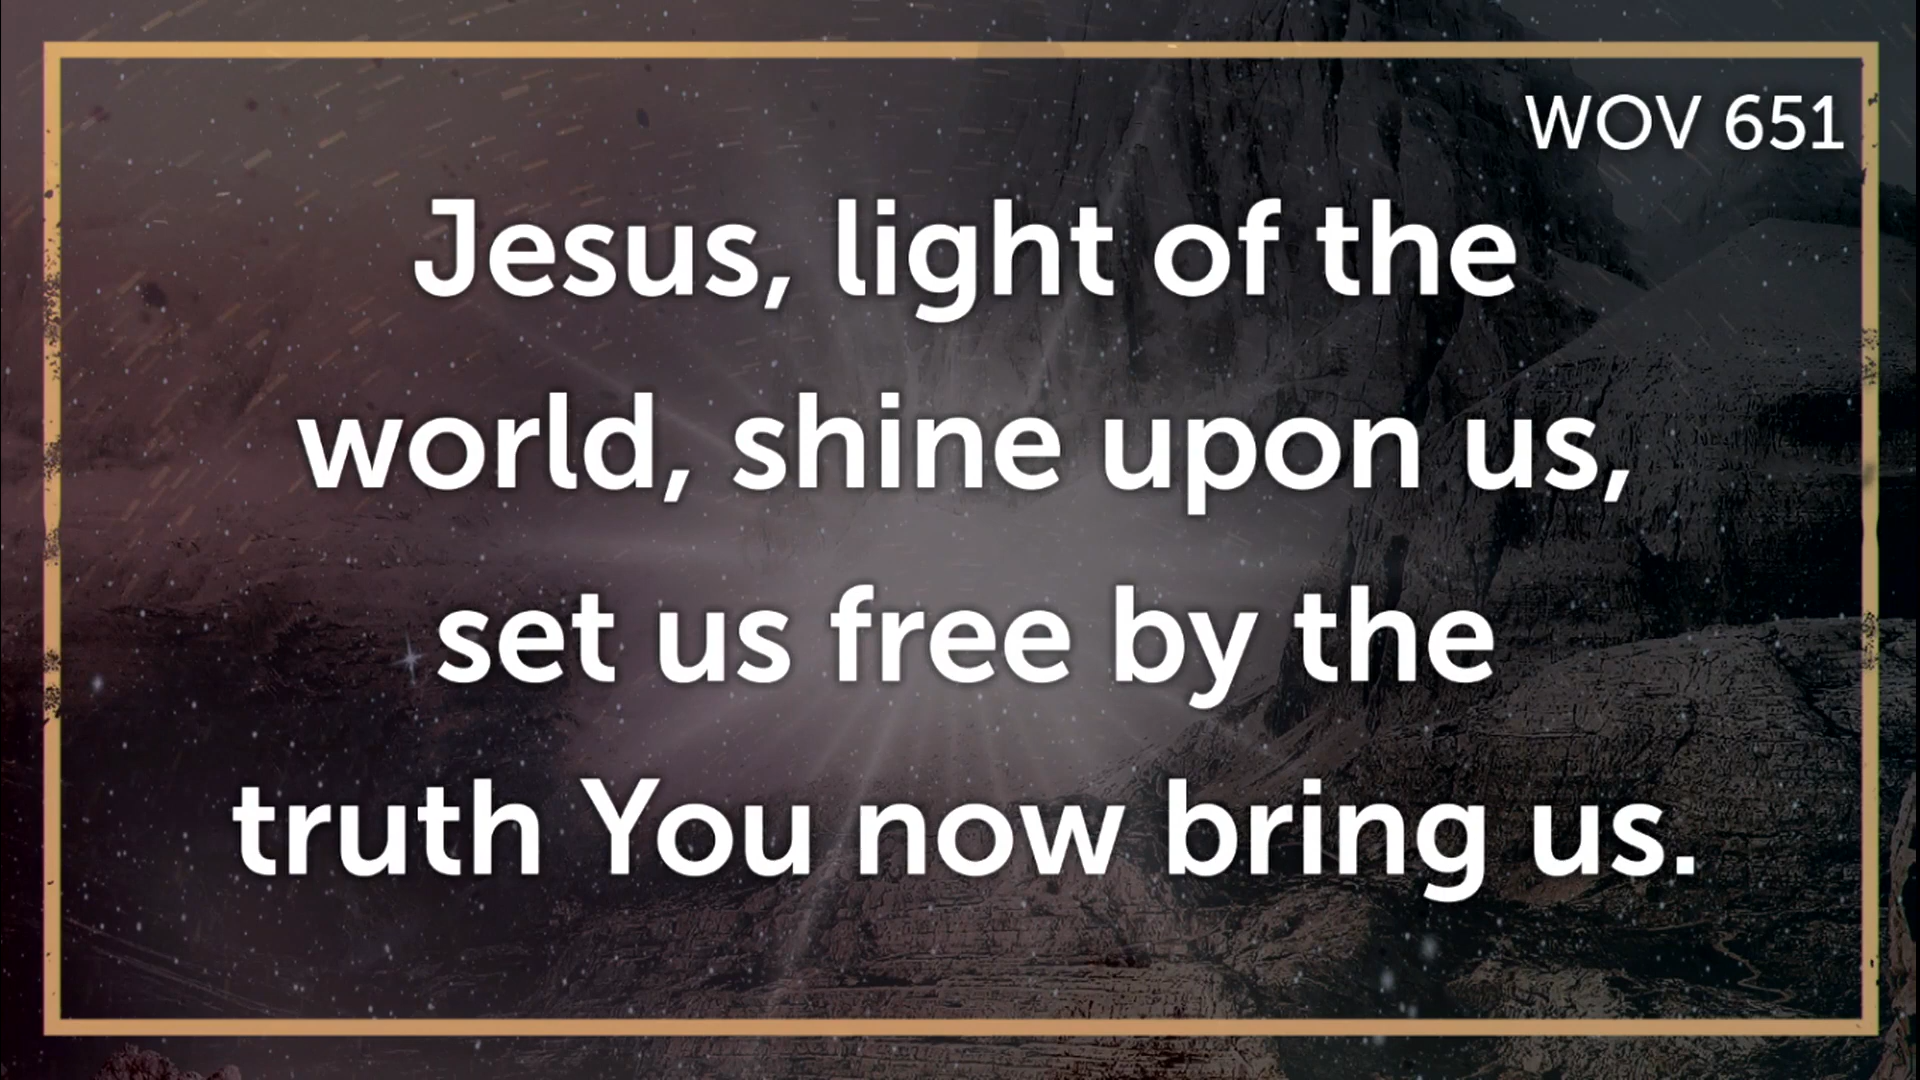 WOV 651
Jesus, light of the
world, shine upon us,
set us free by the
truth You now bring us.